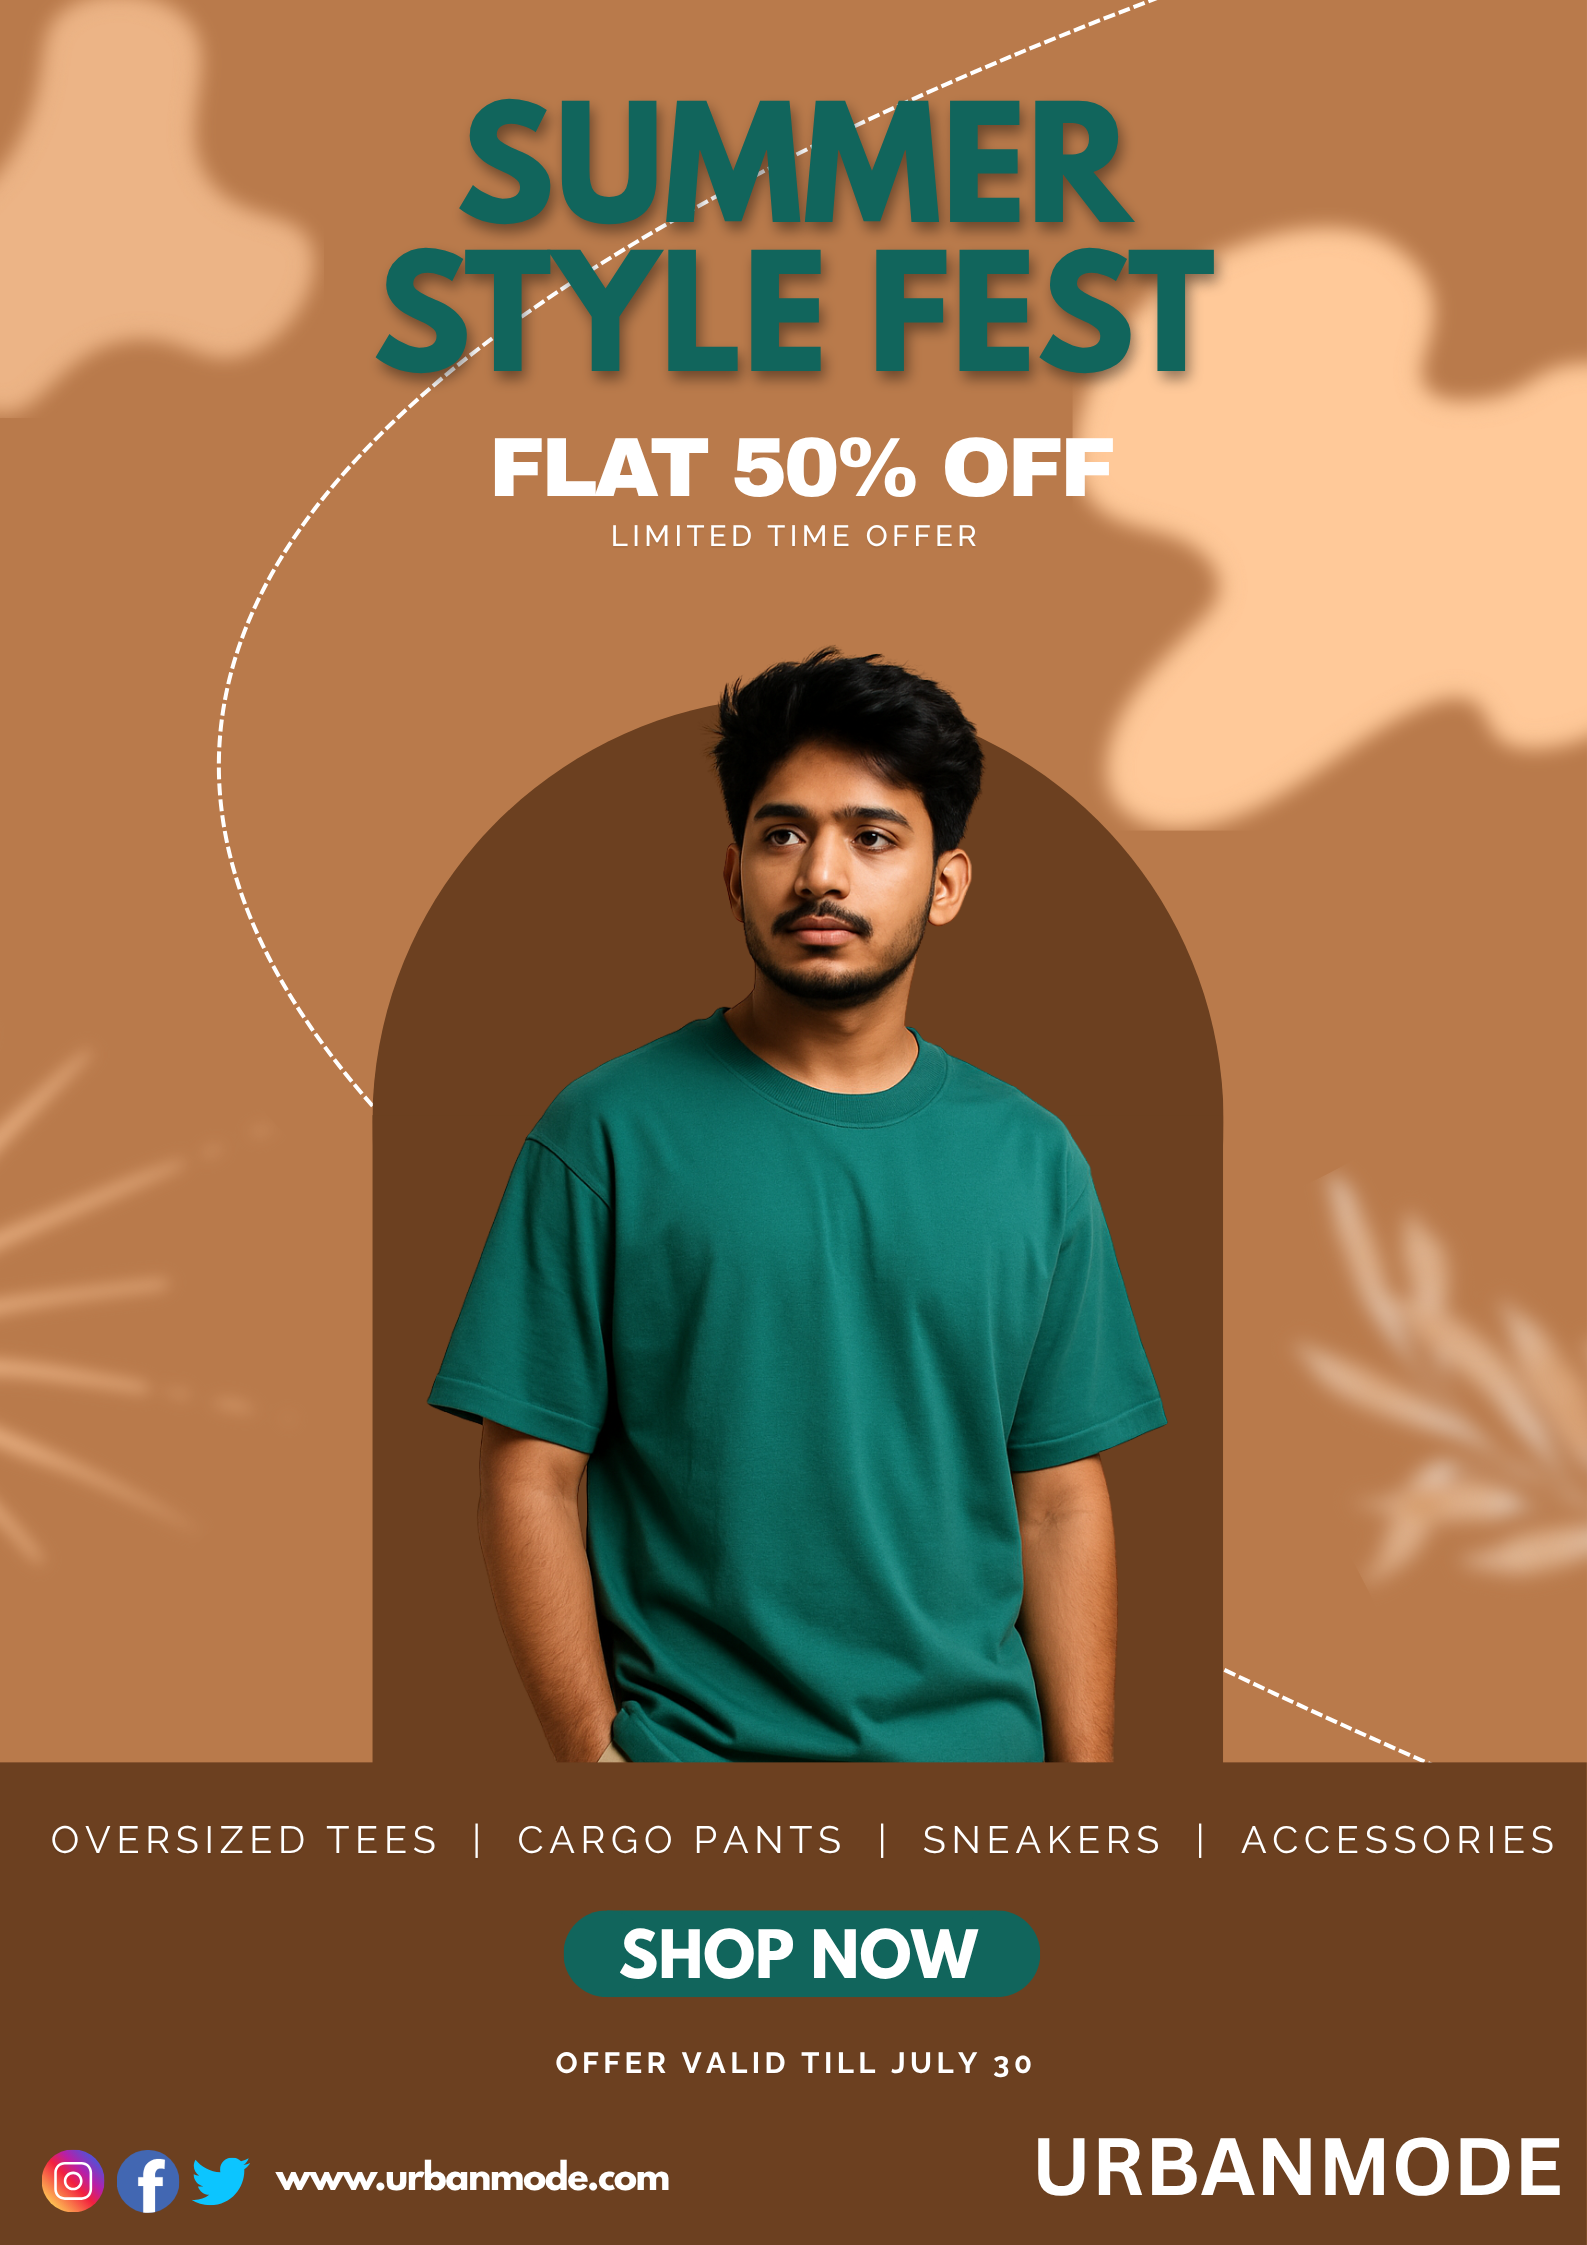 SUMMER
STYLE FEST
FLAT 50% OFF
LIMITED TIME OFFER
OVERSIZED TEES | CARGO PANTS | SNEAKERS | ACCESSORIES
SHOP NOW
OFFER VALID TILL JULY 30
www.urbanmode.com
URBANMODE